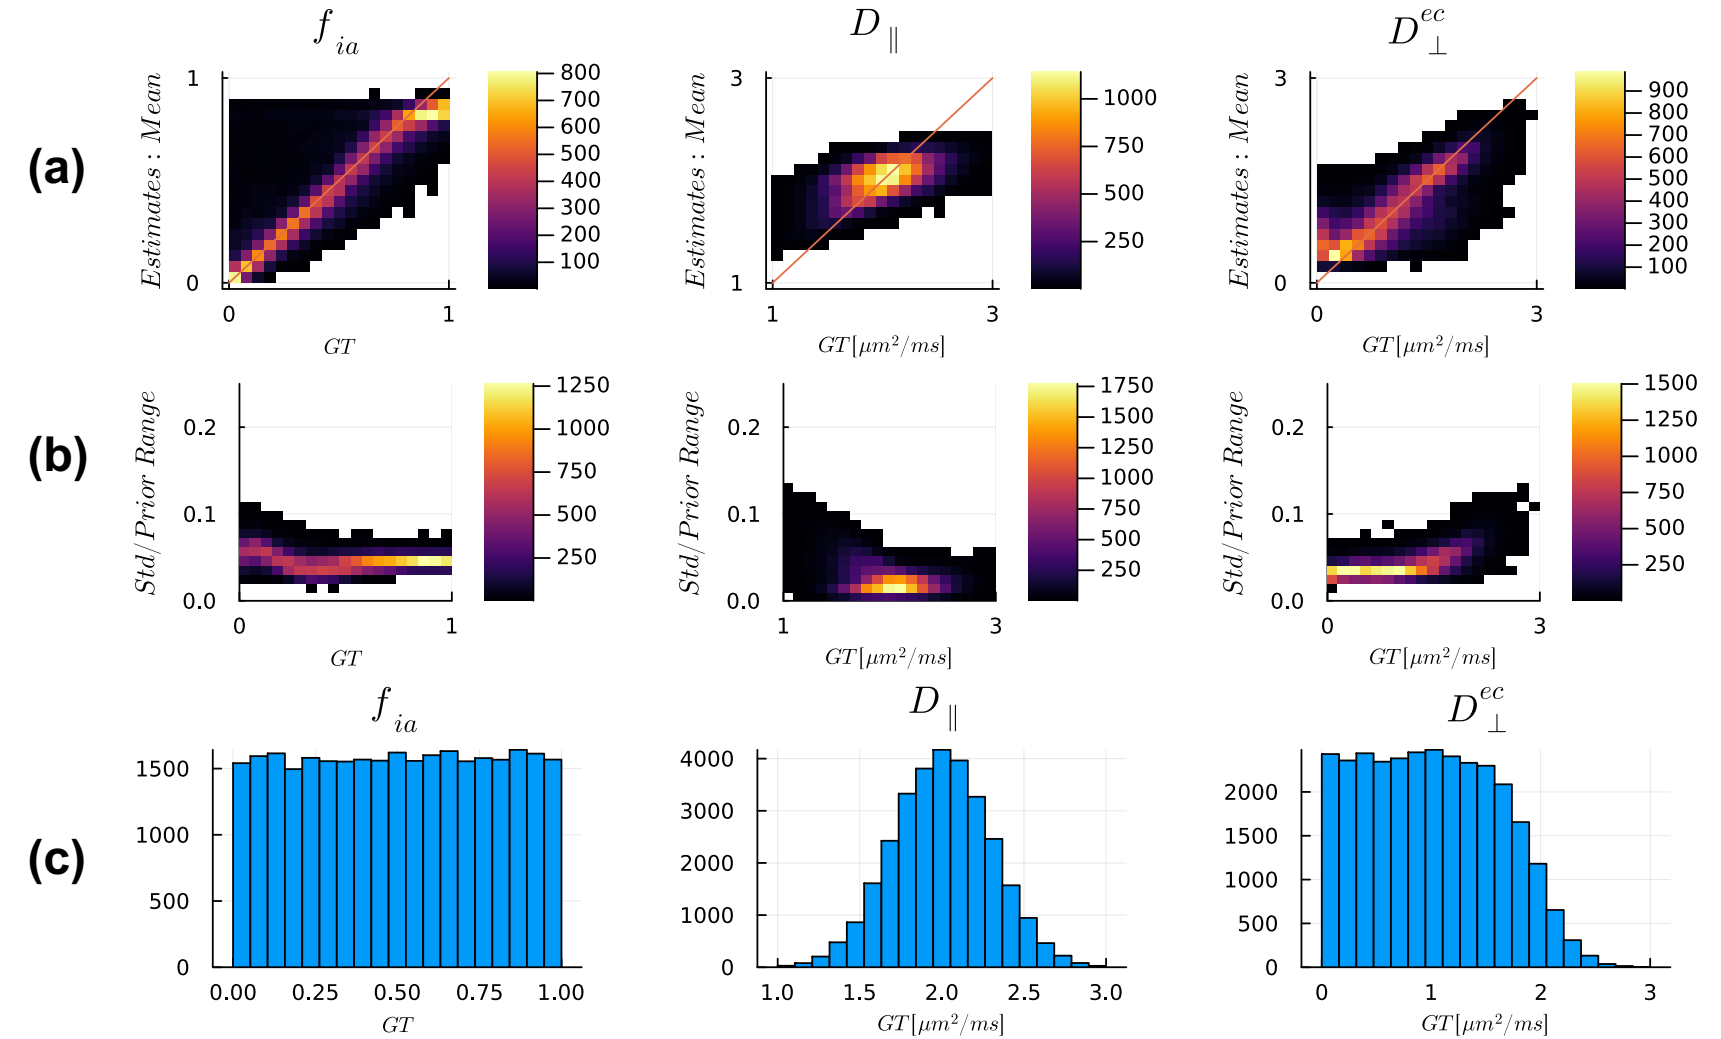 f_{ia}
D_{∥}
D_{⊥}^{ec}
(a)
Estimates : Mean
1
0
0
1
GT
800
700
600
500
400
300
200
100
Estimates : Mean
3
1
1
3
GT[μm²/ms]
1000
750
500
250
Estimates : Mean
3
0
0
3
GT[μm²/ms]
900
800
700
600
500
400
300
200
100
(b)
Std/Prior Range
0.2
0.1
0.0
0
1
GT
1250
1000
750
500
250
Std/Prior Range
0.2
0.1
0.0
1
3
GT[μm²/ms]
1750
1500
1250
1000
750
500
250
Std/Prior Range
0.2
0.1
0.0
0
3
GT[μm²/ms]
1500
1250
1000
750
500
250
(c)
f_{ia}
1500
1000
500
0
0.00 0.25 0.50 0.75 1.00
GT
D_{∥}
4000
3000
2000
1000
0
1.0 1.5 2.0 2.5 3.0
GT[μm²/ms]
D_{⊥}^{ec}
2000
1500
1000
500
0
0 1 2 3
GT[μm²/ms]